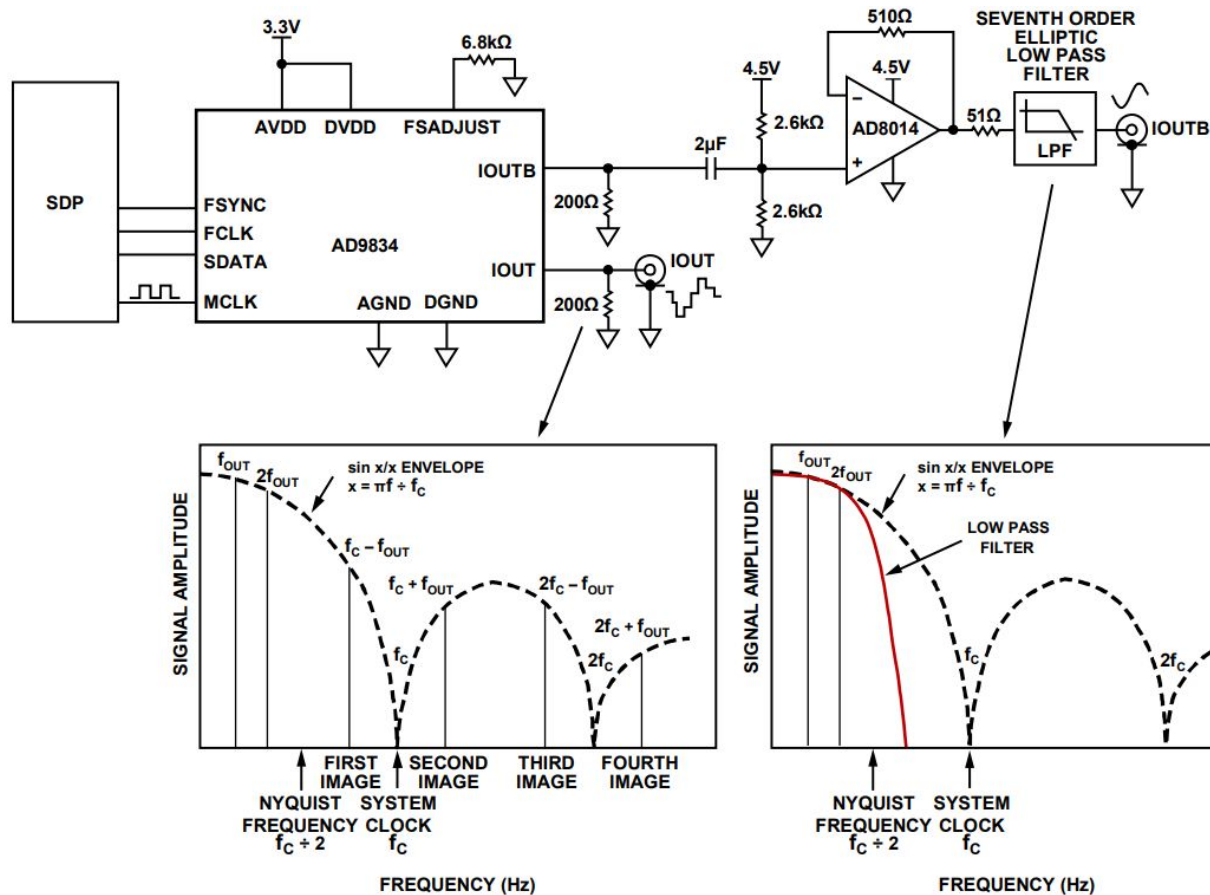 3.3V
6.8kΩ
AVDD
DVDD
FSADJUST
SDP
FSYNC
FCLK
SDATA
MCLK
AD9834
IOUTB
IOUT
AGND
DGND
200Ω
200Ω
IOUT
2µF
4.5V
2.6kΩ
2.6kΩ
510Ω
4.5V
−
+
AD8014
51Ω
SEVENTH ORDER
ELLIPTIC
LOW PASS
FILTER
LPF
IOUTB
SIGNAL AMPLITUDE
fOUT
2fOUT
sin x/x ENVELOPE
x = πf ÷ fC
fC – fOUT
fC + fOUT
2fC – fOUT
2fC + fOUT
fC
2fC
FIRST
IMAGE
SECOND
IMAGE
THIRD
IMAGE
FOURTH
IMAGE
NYQUIST
FREQUENCY
fC ÷ 2
SYSTEM
CLOCK
fC
FREQUENCY (Hz)
SIGNAL AMPLITUDE
fOUT
2fOUT
sin x/x ENVELOPE
x = πf ÷ fC
LOW PASS
FILTER
fC
2fC
NYQUIST
FREQUENCY
fC ÷ 2
SYSTEM
CLOCK
fC
FREQUENCY (Hz)